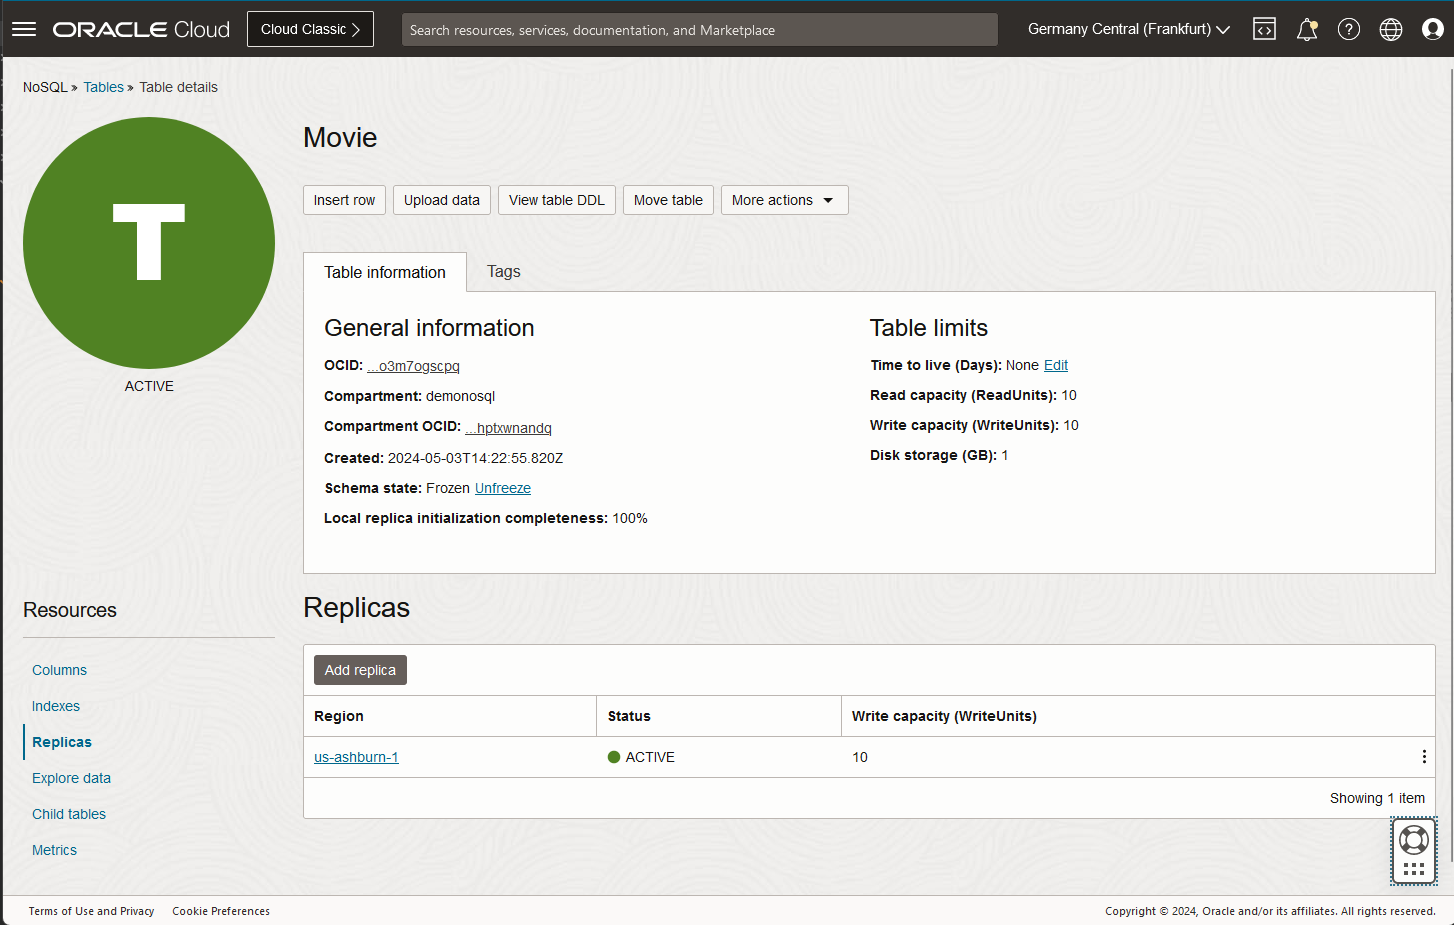 ORACLE Cloud
Cloud Classic
Search resources, services, documentation, and Marketplace
Germany Central (Frankfurt)
NoSQL » Tables » Table details
T
ACTIVE
Movie
Insert row
Upload data
View table DDL
Move table
More actions
Table information
Tags
General information
OCID: ...o3m7ogscpq
Compartment: demonosql
Compartment OCID: ...hptxwnandq
Created: 2024-05-03T14:22:55.820Z
Schema state: Frozen Unfreeze
Local replica initialization completeness: 100%
Table limits
Time to live (Days): None Edit
Read capacity (ReadUnits): 10
Write capacity (WriteUnits): 10
Disk storage (GB): 1
Resources
Columns
Indexes
Replicas
Explore data
Child tables
Metrics
Replicas
Add replica
Region Status Write capacity (WriteUnits)
us-ashburn-1 ACTIVE 10
Showing 1 item
Terms of Use and Privacy Cookie Preferences
Copyright © 2024, Oracle and/or its affiliates. All rights reserved.